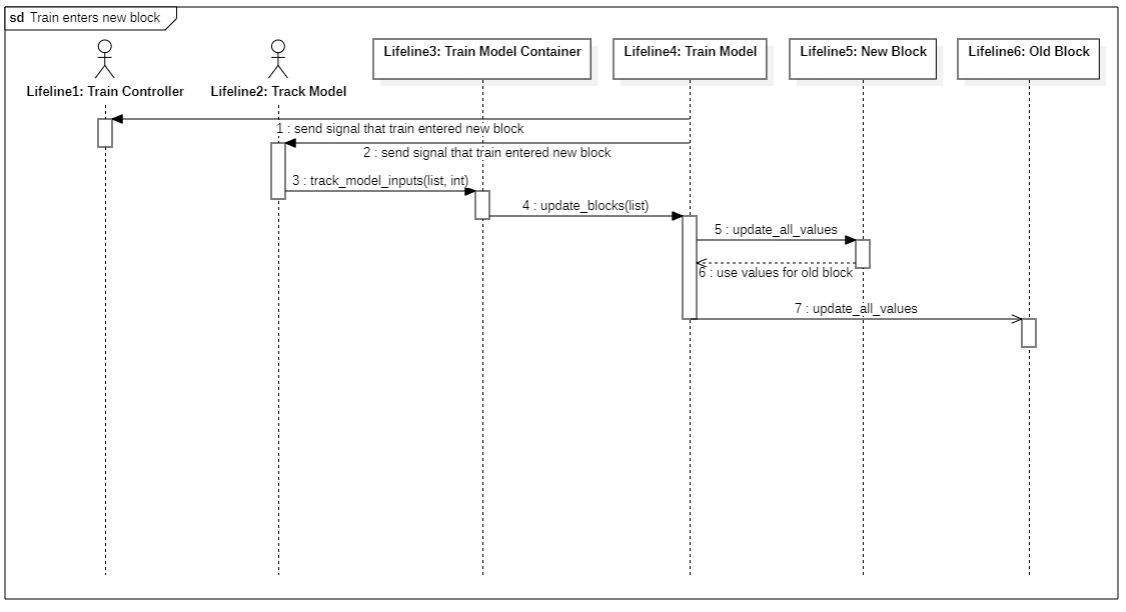 sd Train enters new block
Lifeline1: Train Controller
Lifeline2: Track Model
Lifeline3: Train Model Container
Lifeline4: Train Model
Lifeline5: New Block
Lifeline6: Old Block
1 : send signal that train entered new block
2 : send signal that train entered new block
3 : track_model_inputs(list, int)
4 : update_blocks(list)
5 : update_all_values
6 : use values for old block
7 : update_all_values